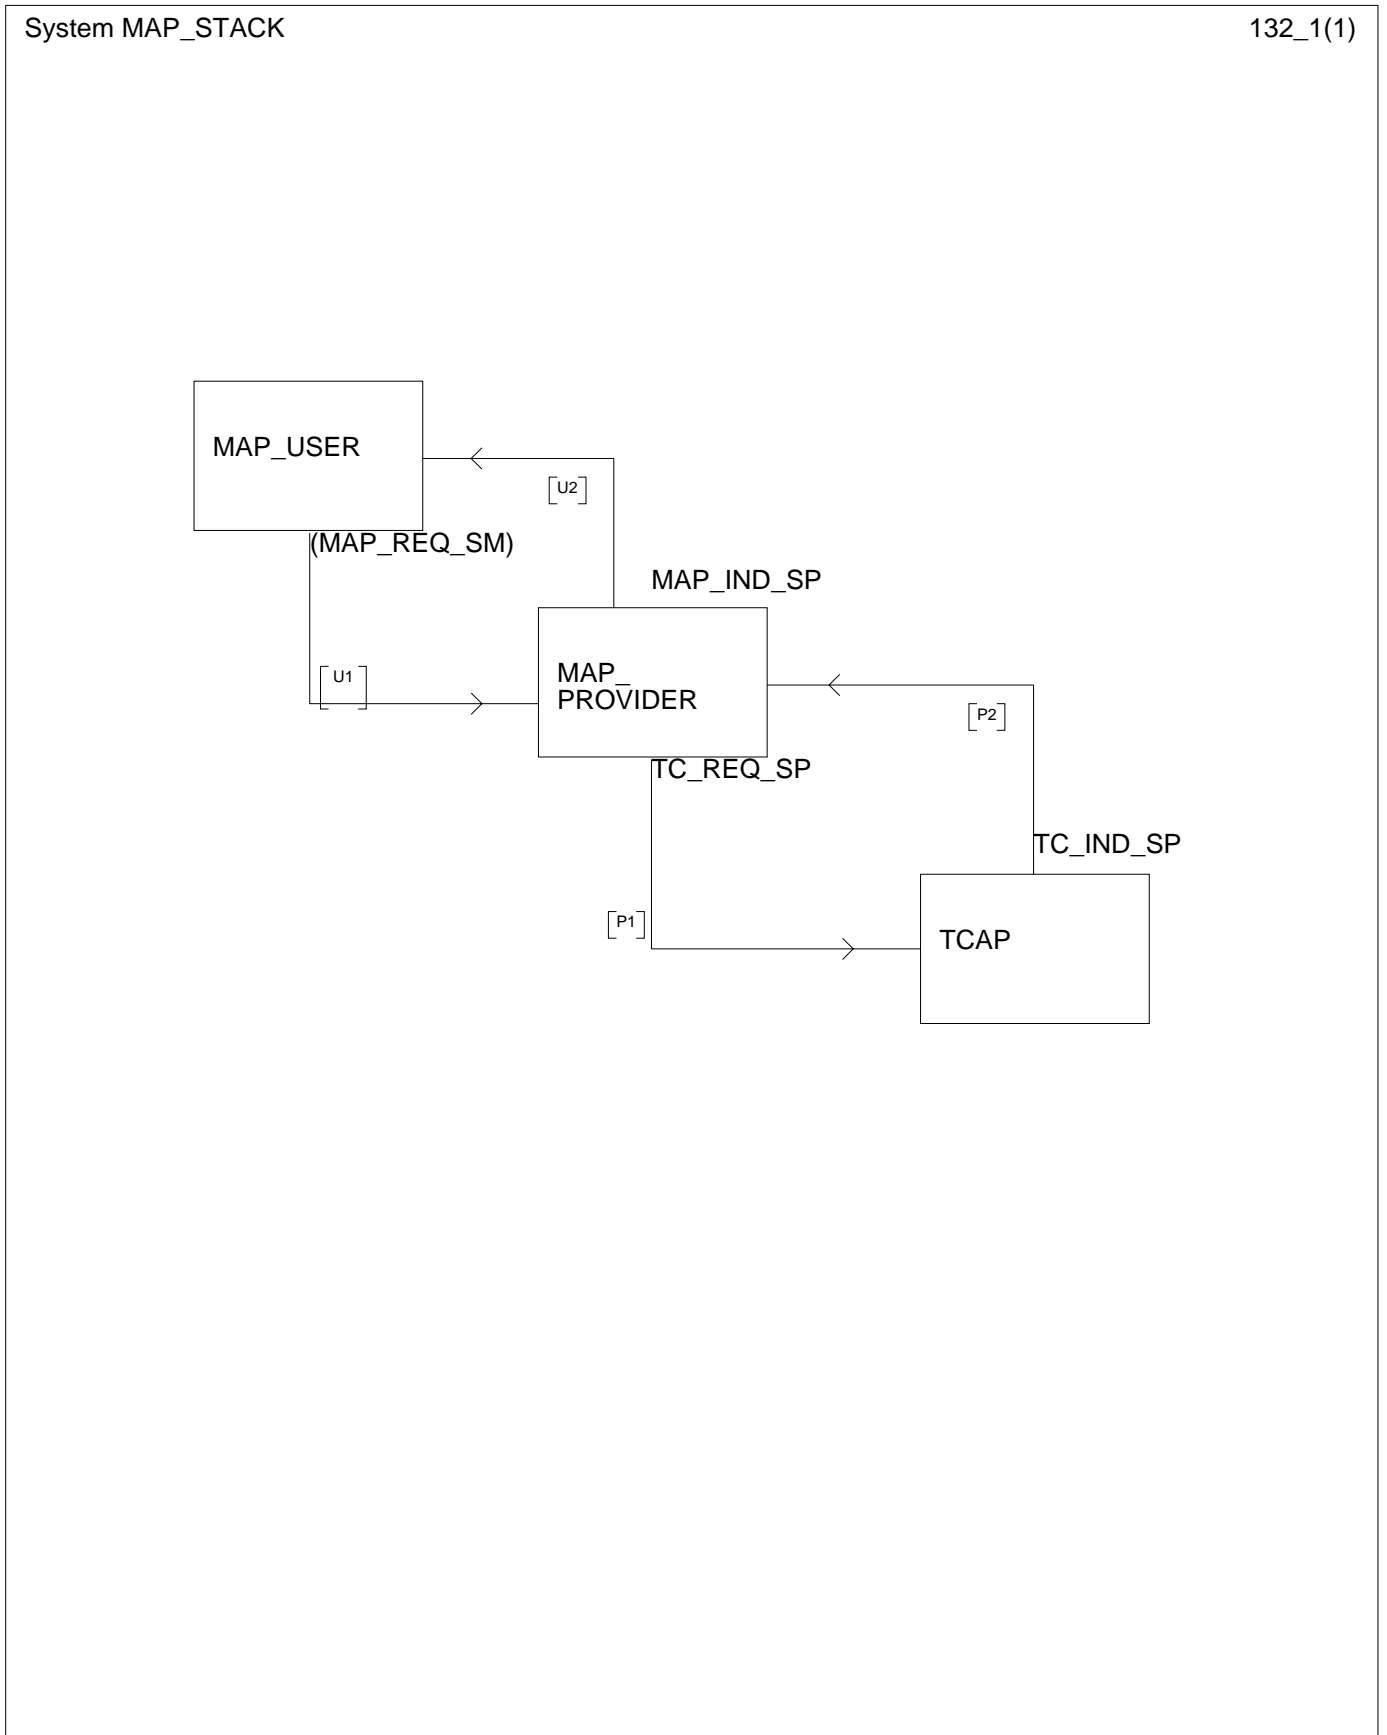 System MAP_STACK
132_1(1)
MAP_USER
U2
(MAP_REQ_SM)
MAP_IND_SP
U1
MAP_
PROVIDER
P2
TC_REQ_SP
TC_IND_SP
P1
TCAP